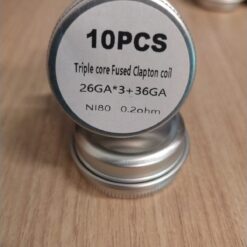 10PCS
Triple core Fused Clapton coil
26GA*3+36GA
NI80 0.2ohm